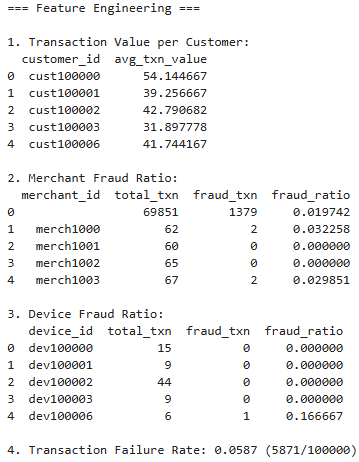 === Feature Engineering ===
1. Transaction Value per Customer:
customer_id avg_txn_value
0 cust100000 54.144667
1 cust100001 39.256667
2 cust100002 42.790682
3 cust100003 31.897778
4 cust100006 41.744167
2. Merchant Fraud Ratio:
merchant_id total_txn fraud_txn fraud_ratio
0 69851 1379 0.019742
1 merch1000 62 2 0.032258
2 merch1001 60 0 0.000000
3 merch1002 65 0 0.000000
4 merch1003 67 2 0.029851
3. Device Fraud Ratio:
device_id total_txn fraud_txn fraud_ratio
0 dev100000 15 0 0.000000
1 dev100001 9 0 0.000000
2 dev100002 44 0 0.000000
3 dev100003 9 0 0.000000
4 dev100006 6 1 0.166667
4. Transaction Failure Rate: 0.0587 (5871/100000)